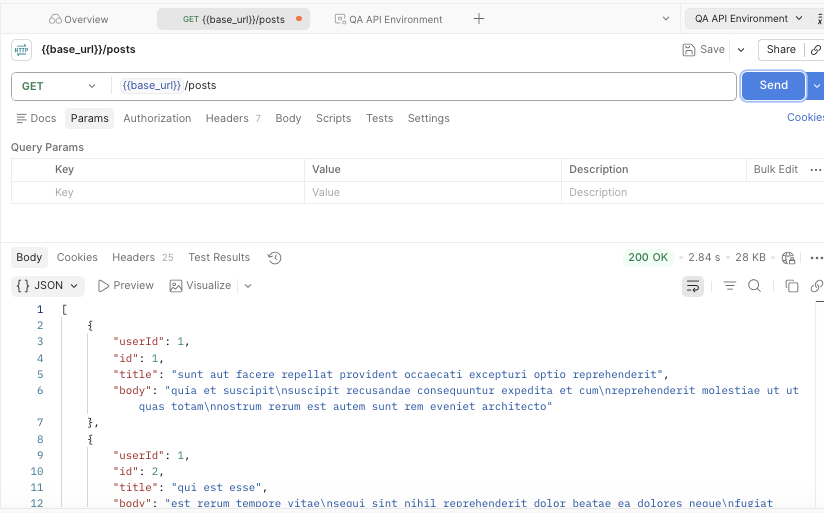 Overview GET {{base_url}}/posts QA API Environment QA API Environment
HTTP {{base_url}}/posts Save Share
GET {{base_url}} /posts Send
Docs Params Authorization Headers 7 Body Scripts Tests Settings Cookies
Query Params
Key Value Description Bulk Edit
Key Value Description
Body Cookies Headers 25 Test Results 200 OK 2.84 s 28 KB
{ } JSON Preview Visualize
1 [
2 {
3 "userId": 1,
4 "id": 1,
5 "title": "sunt aut facere repellat provident occaecati excepturi optio reprehenderit",
6 "body": "quia et suscipit\nsuscipit recusandae consequuntur expedita et cum\nreprehenderit molestiae ut ut
quas totam\nnostrum rerum est autem sunt rem eveniet architecto"
7 },
8 {
9 "userId": 1,
10 "id": 2,
11 "title": "qui est esse",
12 "body": "est rerum tempore vitae\nsequi sint nihil reprehenderit dolor beatae ea dolores neque\nfugiat